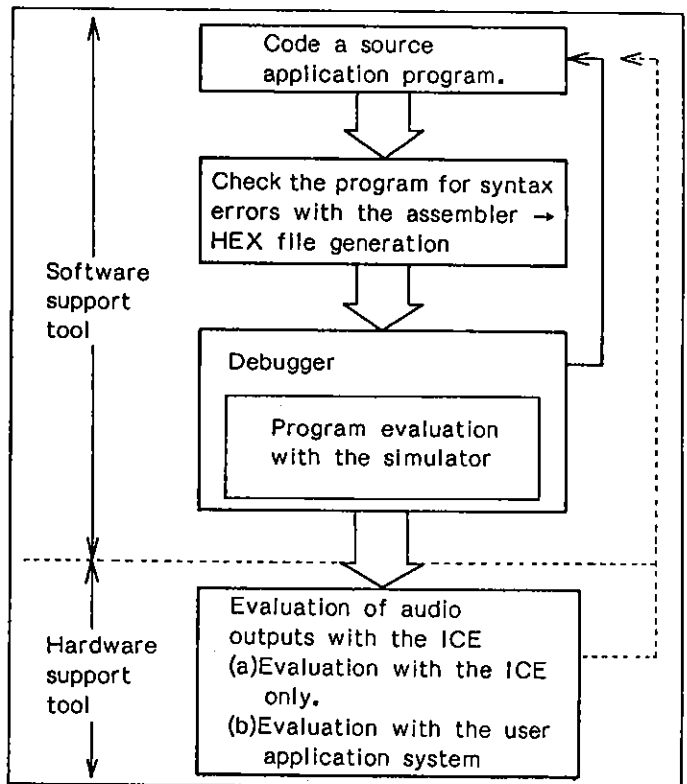 Code a source
application program.
Check the program for syntax
errors with the assembler →
HEX file generation
Software
support
tool
Debugger
Program evaluation
with the simulator
Hardware
support
tool
Evaluation of audio
outputs with the ICE
(a)Evaluation with the ICE
only.
(b)Evaluation with the user
application system